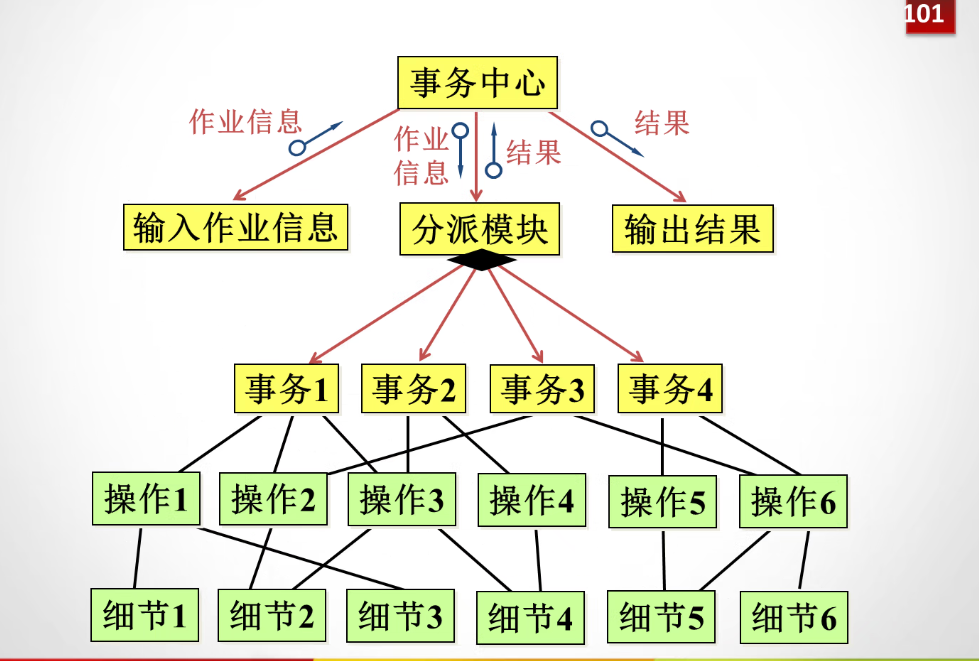 101
事务中心
作业信息
作业
信息
结果
结果
输入作业信息
分派模块
输出结果
事务1
事务2
事务3
事务4
操作1
操作2
操作3
操作4
操作5
操作6
细节1
细节2
细节3
细节4
细节5
细节6